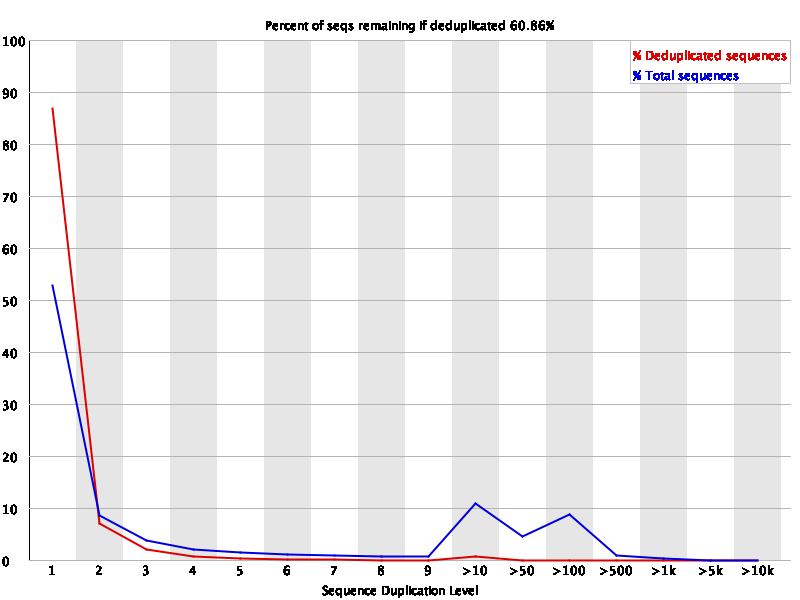 Percent of seqs remaining if deduplicated 60.86%
% Deduplicated sequences
% Total sequences
100
90
80
70
60
50
40
30
20
10
0
1 2 3 4 5 6 7 8 9 >10 >50 >100 >500 >1k >5k >10k
Sequence Duplication Level